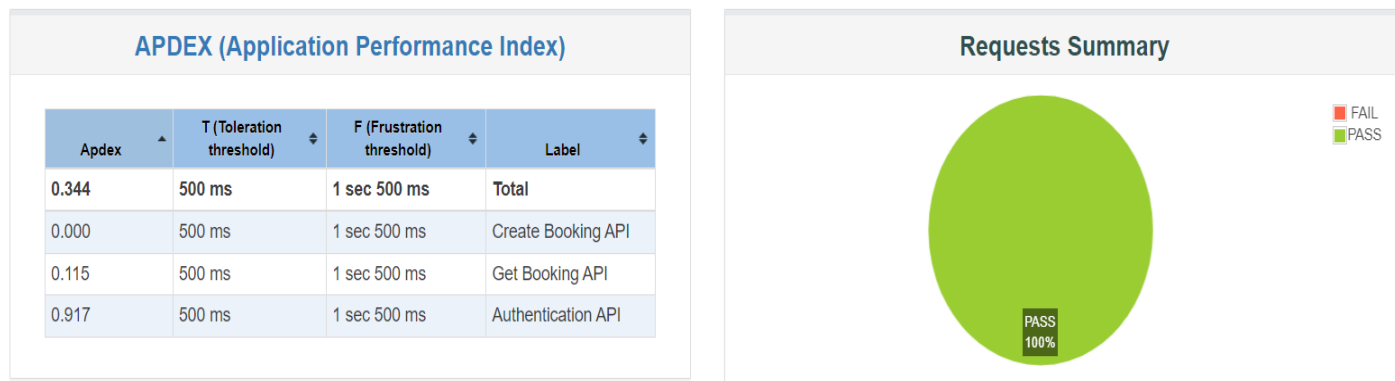 APDEX (Application Performance Index)
Apdex
T (Toleration
threshold)
F (Frustration
threshold)
Label
0.344 500 ms 1 sec 500 ms Total
0.000 500 ms 1 sec 500 ms Create Booking API
0.115 500 ms 1 sec 500 ms Get Booking API
0.917 500 ms 1 sec 500 ms Authentication API
Requests Summary
FAIL
PASS
PASS
100%